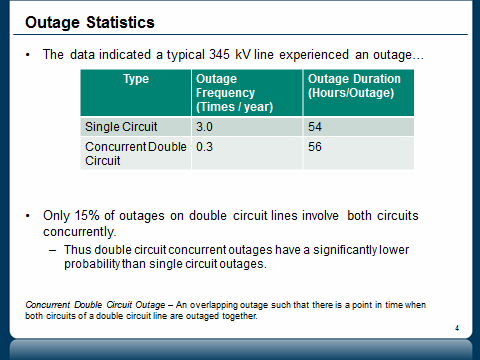 Outage Statistics
• The data indicated a typical 345 kV line experienced an outage…
Type Outage Frequency (Times / year) Outage Duration (Hours/Outage)
Single Circuit 3.0 54
Concurrent Double Circuit 0.3 56
• Only 15% of outages on double circuit lines involve both circuits
concurrently.
– Thus double circuit concurrent outages have a significantly lower
probability than single circuit outages.
Concurrent Double Circuit Outage – An overlapping outage such that there is a point in time when
both circuits of a double circuit line are outaged together.
4